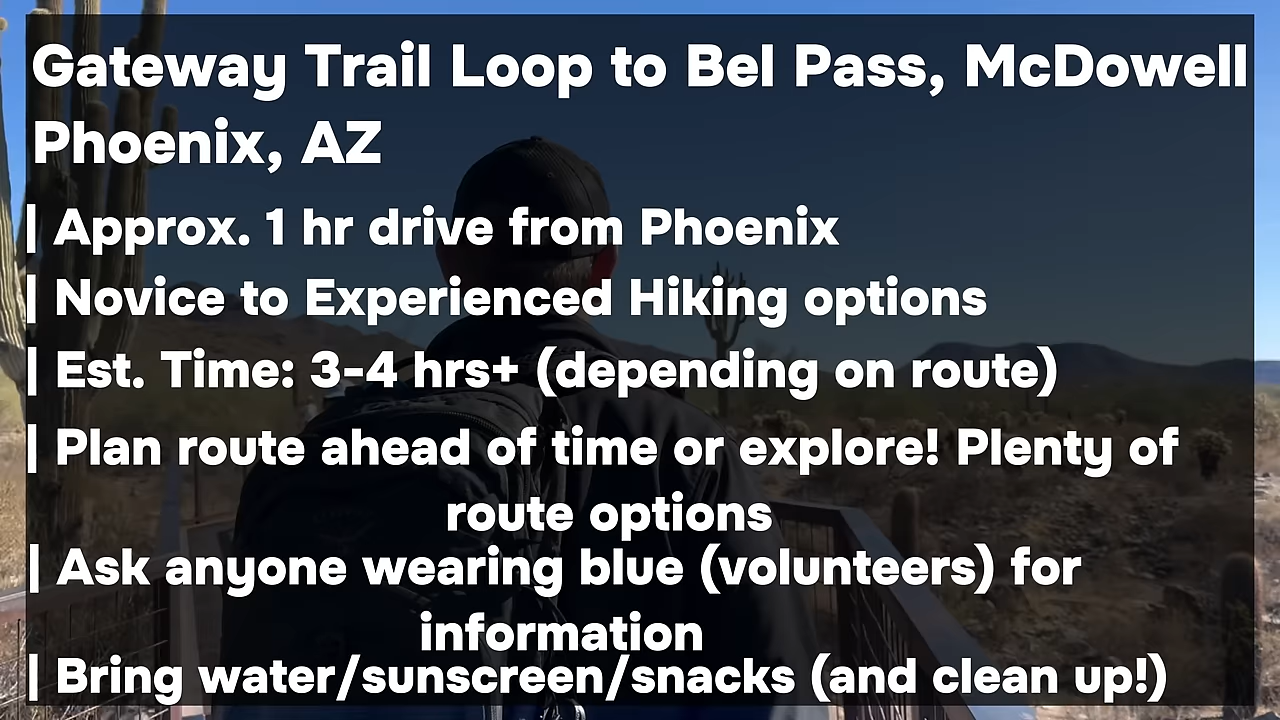 Gateway Trail Loop to Bel Pass, McDowell
Phoenix, AZ
| Approx. 1 hr drive from Phoenix
| Novice to Experienced Hiking options
| Est. Time: 3-4 hrs+ (depending on route)
| Plan route ahead of time or explore! Plenty of
route options
| Ask anyone wearing blue (volunteers) for
information
| Bring water/sunscreen/snacks (and clean up!)